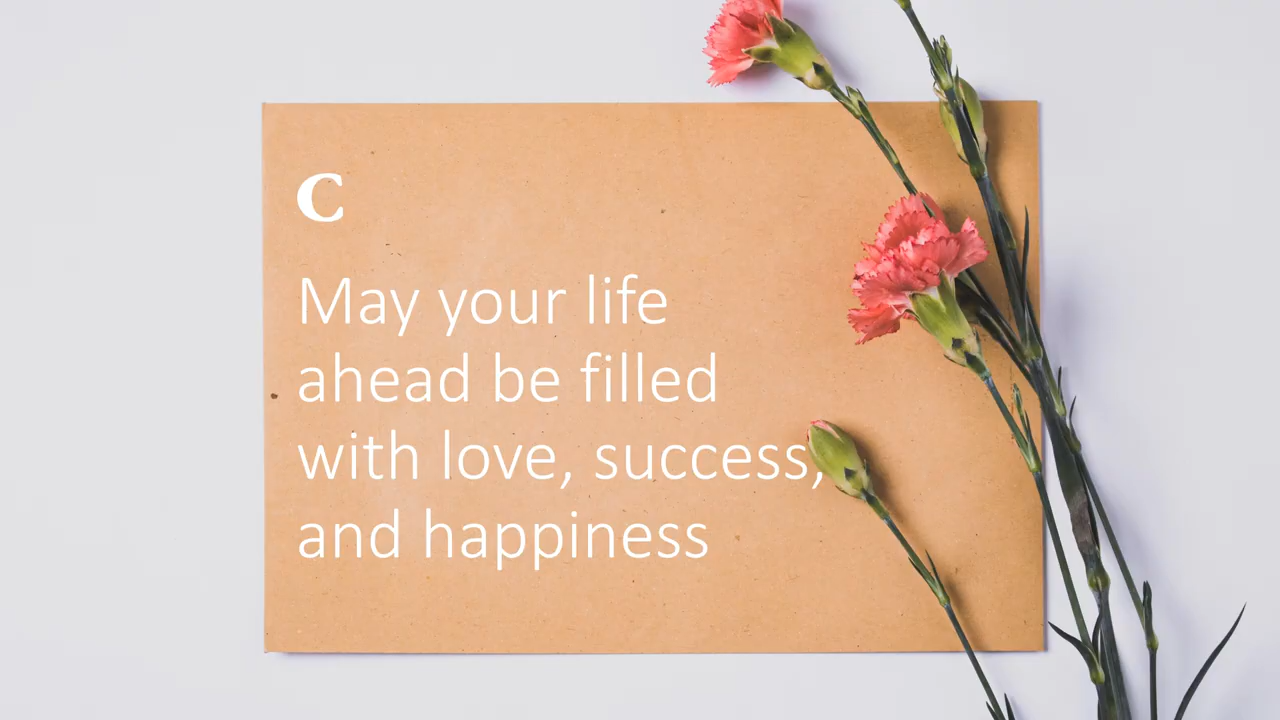 C
May your life
ahead be filled
with love, success,
and happiness